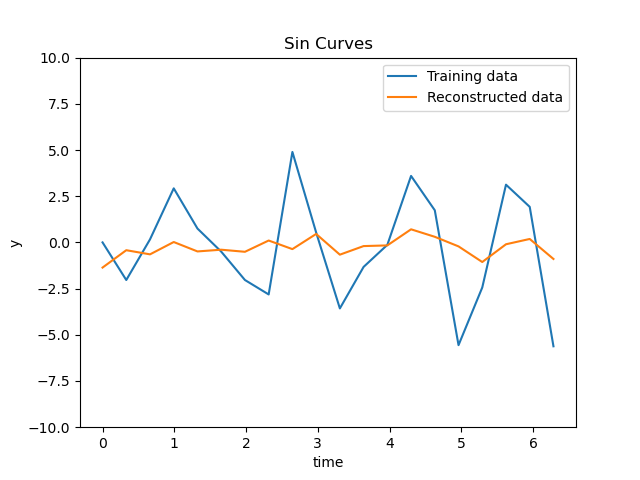 Sin Curves
Training data
Reconstructed data
10.0
7.5
5.0
2.5
0.0
−2.5
−5.0
−7.5
−10.0
y
0 1 2 3 4 5 6
time